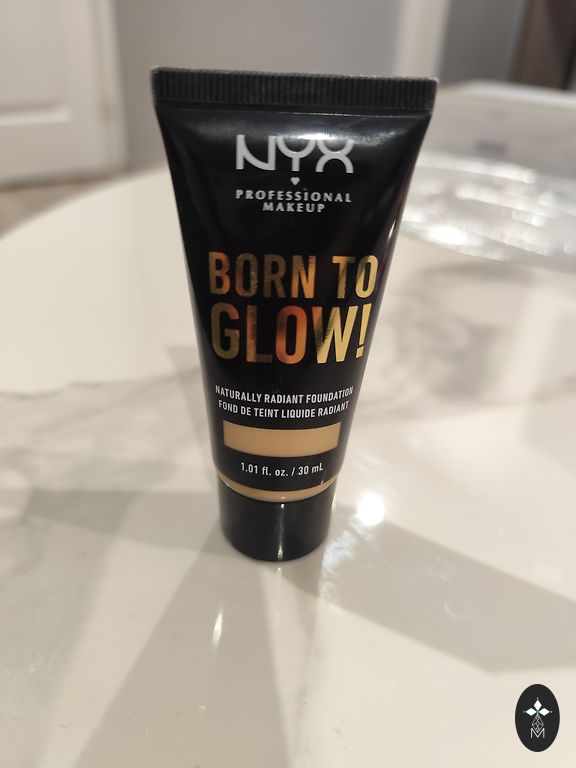 NYX
PROFESSIONAL
MAKEUP
BORN TO
GLOW!
NATURALLY RADIANT FOUNDATION
FOND DE TEINT LIQUIDE RADIANT
1.01 fl. oz. / 30 mL
M